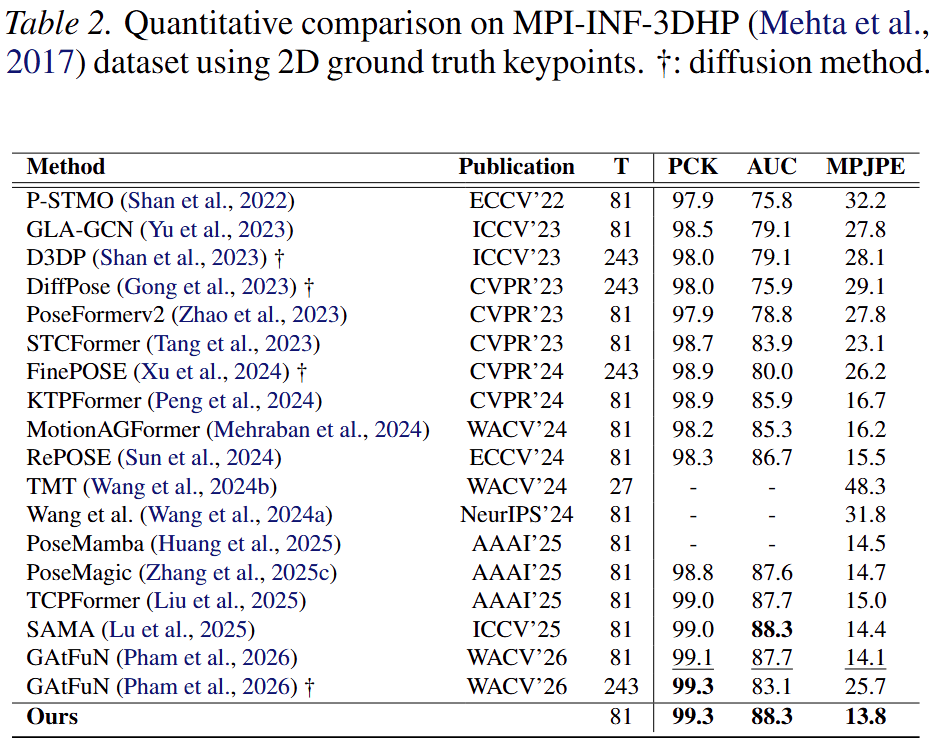 Table 2. Quantitative comparison on MPI-INF-3DHP (Mehta et al.,
2017) dataset using 2D ground truth keypoints. †: diffusion method.
Method Publication T PCK AUC MPJPE
P-STMO (Shan et al., 2022) ECCV'22 81 97.9 75.8 32.2
GLA-GCN (Yu et al., 2023) ICCV'23 81 98.5 79.1 27.8
D3DP (Shan et al., 2023) † ICCV'23 243 98.0 79.1 28.1
DiffPose (Gong et al., 2023) † CVPR'23 243 98.0 75.9 29.1
PoseFormerv2 (Zhao et al., 2023) CVPR'23 81 97.9 78.8 27.8
STCFormer (Tang et al., 2023) CVPR'23 81 98.7 83.9 23.1
FinePOSE (Xu et al., 2024) † CVPR'24 243 98.9 80.0 26.2
KTPFormer (Peng et al., 2024) CVPR'24 81 98.9 85.9 16.7
MotionAGFormer (Mehraban et al., 2024) WACV'24 81 98.2 85.3 16.2
RePOSE (Sun et al., 2024) ECCV'24 81 98.3 86.7 15.5
TMT (Wang et al., 2024b) WACV'24 27 - - 48.3
Wang et al. (Wang et al., 2024a) NeurIPS'24 81 - - 31.8
PoseMamba (Huang et al., 2025) AAAI'25 81 - - 14.5
PoseMagic (Zhang et al., 2025c) AAAI'25 81 98.8 87.6 14.7
TCPFormer (Liu et al., 2025) AAAI'25 81 99.0 87.7 15.0
SAMA (Lu et al., 2025) ICCV'25 81 99.0 88.3 14.4
GAtFuN (Pham et al., 2026) WACV'26 81 99.1 87.7 14.1
GAtFuN (Pham et al., 2026) † WACV'26 243 99.3 83.1 25.7
Ours 81 99.3 88.3 13.8